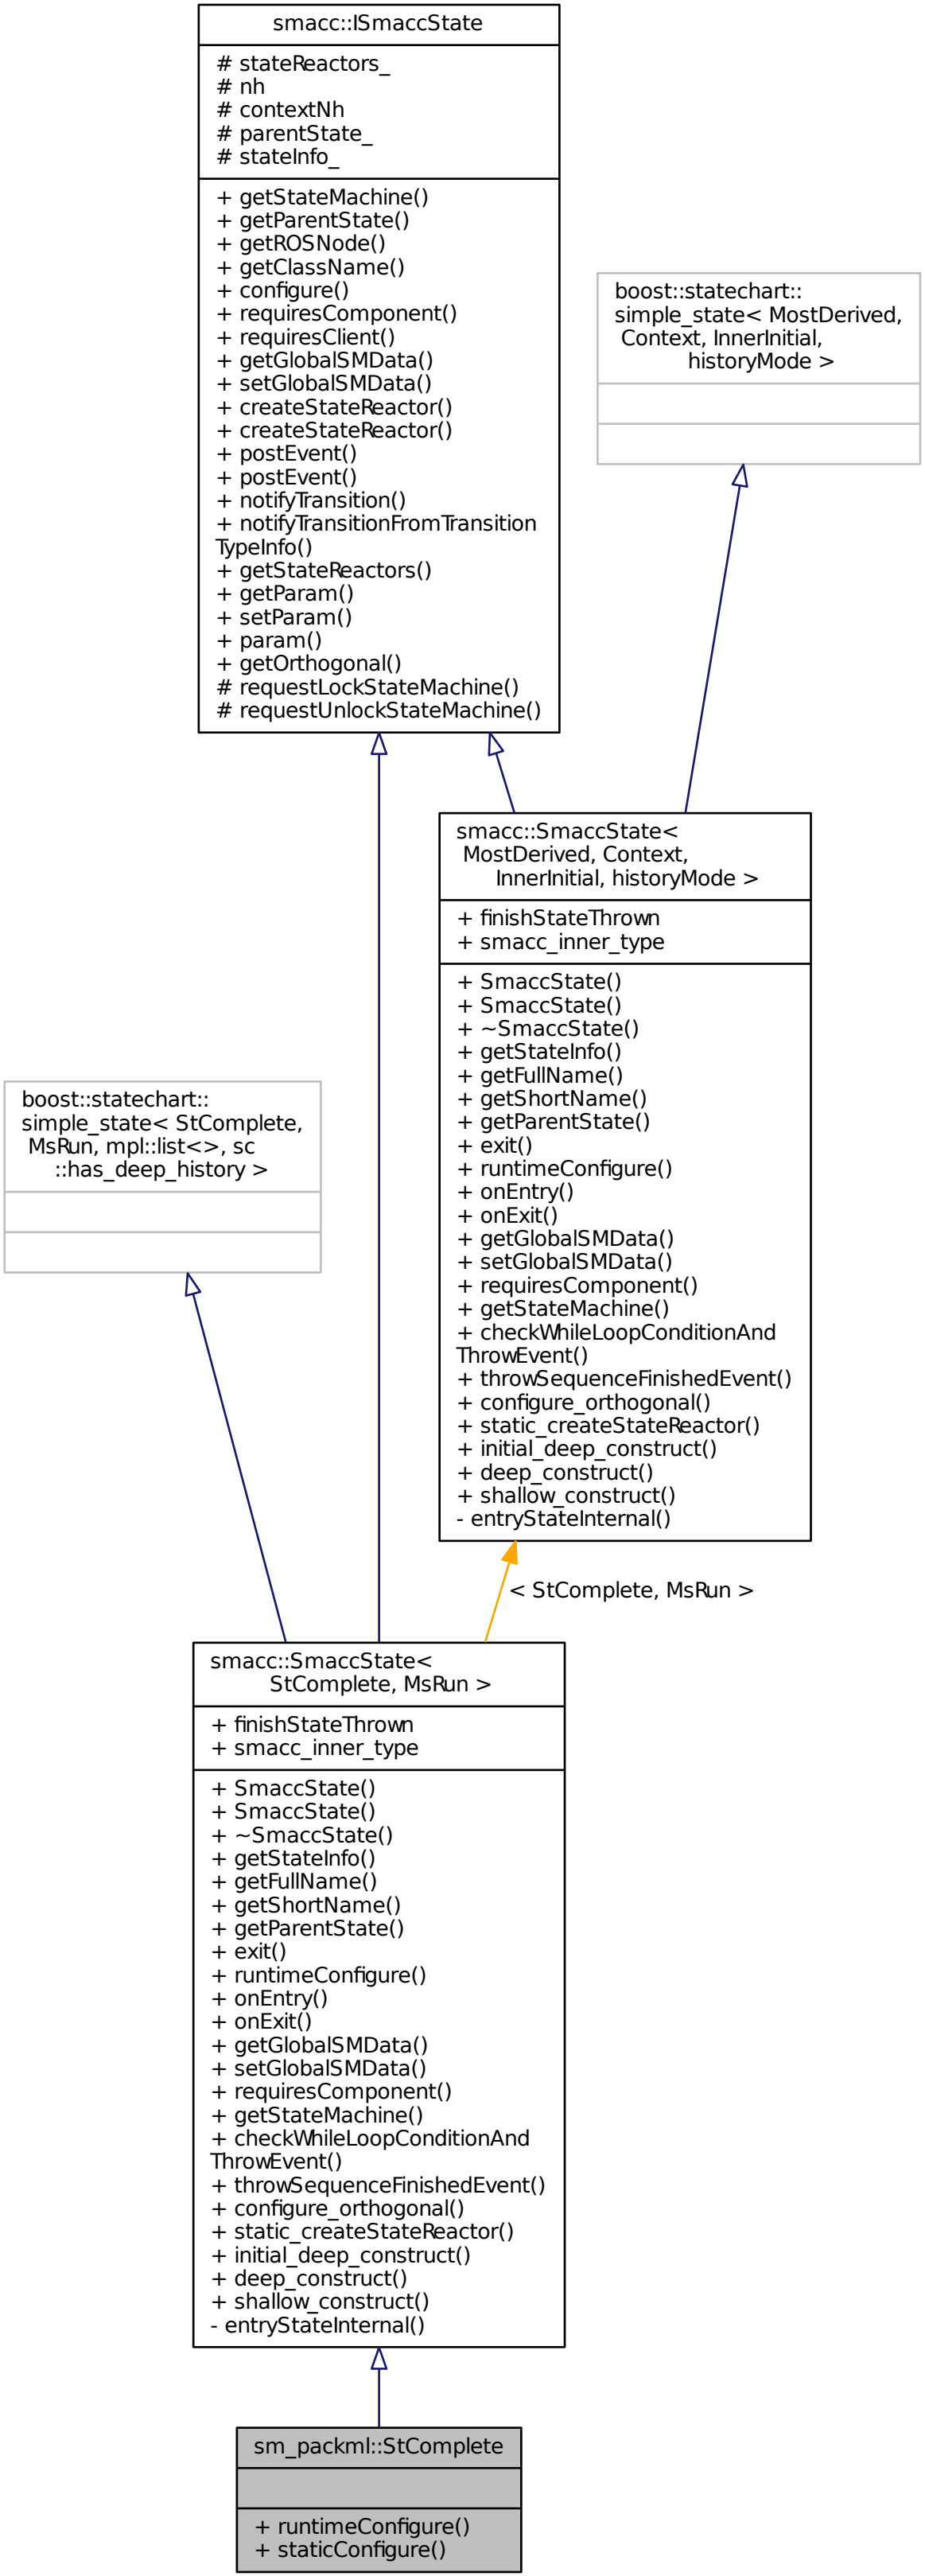 smacc::ISmaccState
# stateReactors_
# nh
# contextNh
# parentState_
# stateInfo_
+ getStateMachine()
+ getParentState()
+ getROSNode()
+ getClassName()
+ configure()
+ requiresComponent()
+ requiresClient()
+ getGlobalSMData()
+ setGlobalSMData()
+ createStateReactor()
+ createStateReactor()
+ postEvent()
+ postEvent()
+ notifyTransition()
+ notifyTransitionFromTransition
TypeInfo()
+ getStateReactors()
+ getParam()
+ setParam()
+ param()
+ getOrthogonal()
# requestLockStateMachine()
# requestUnlockStateMachine()
boost::statechart::
simple_state< MostDerived,
Context, InnerInitial,
historyMode >
smacc::SmaccState<
MostDerived, Context,
InnerInitial, historyMode >
+ finishStateThrown
+ smacc_inner_type
+ SmaccState()
+ SmaccState()
+ ~SmaccState()
+ getStateInfo()
+ getFullName()
+ getShortName()
+ getParentState()
+ exit()
+ runtimeConfigure()
+ onEntry()
+ onExit()
+ getGlobalSMData()
+ setGlobalSMData()
+ requiresComponent()
+ getStateMachine()
+ checkWhileLoopConditionAnd
ThrowEvent()
+ throwSequenceFinishedEvent()
+ configure_orthogonal()
+ static_createStateReactor()
+ initial_deep_construct()
+ deep_construct()
+ shallow_construct()
- entryStateInternal()
boost::statechart::
simple_state< StComplete,
MsRun, mpl::list<>, sc
::has_deep_history >
< StComplete, MsRun >
smacc::SmaccState<
StComplete, MsRun >
+ finishStateThrown
+ smacc_inner_type
+ SmaccState()
+ SmaccState()
+ ~SmaccState()
+ getStateInfo()
+ getFullName()
+ getShortName()
+ getParentState()
+ exit()
+ runtimeConfigure()
+ onEntry()
+ onExit()
+ getGlobalSMData()
+ setGlobalSMData()
+ requiresComponent()
+ getStateMachine()
+ checkWhileLoopConditionAnd
ThrowEvent()
+ throwSequenceFinishedEvent()
+ configure_orthogonal()
+ static_createStateReactor()
+ initial_deep_construct()
+ deep_construct()
+ shallow_construct()
- entryStateInternal()
sm_packml::StComplete
+ runtimeConfigure()
+ staticConfigure()